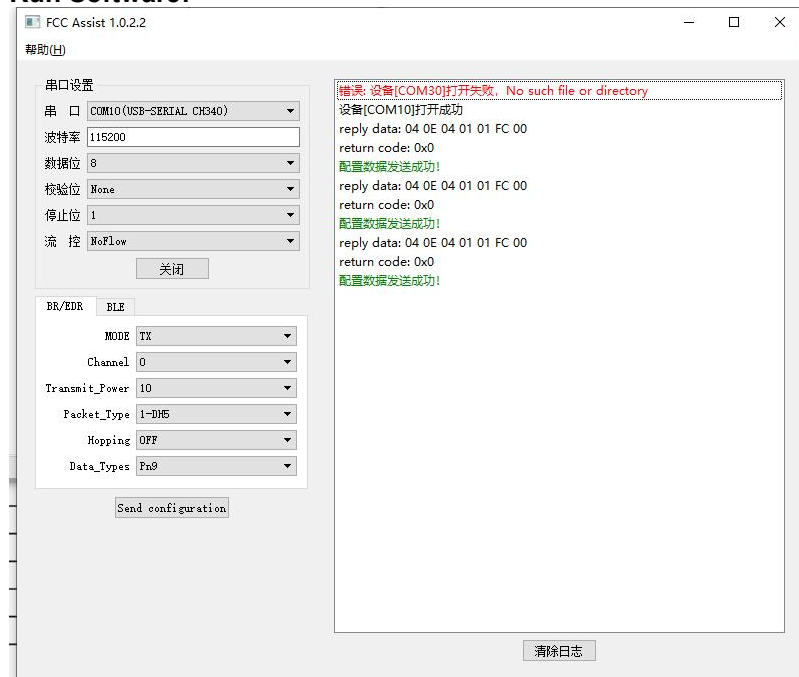 Run Software:
FCC Assist 1.0.2.2
帮助(H)
串口设置
串 口 COM10(USB-SERIAL CH340)
波特率 115200
数据位 8
校验位 None
停止位 1
流 控 NoFlow
关闭
BR/EDR BLE
MODE TX
Channel 0
Transmit_Power 10
Packet_Type 1-DH5
Hopping OFF
Data_Types Pn9
Send configuration
错误: 设备[COM30]打开失败，No such file or directory
设备[COM10]打开成功
reply data: 04 0E 04 01 01 FC 00
return code: 0x0
配置数据发送成功!
reply data: 04 0E 04 01 01 FC 00
return code: 0x0
配置数据发送成功!
reply data: 04 0E 04 01 01 FC 00
return code: 0x0
配置数据发送成功!
清除日志